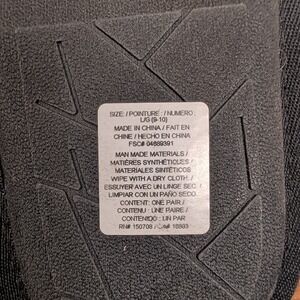 SIZE: / POINTURE : / NUMERO :
L/G (9-10)
MADE IN CHINA / FAIT EN
CHINE / HECHO EN CHINA
FSC# 04689391
MAN MADE MATERIALS /
MATIÈRES SYNTHÉTIQUES /
MATERIALES SINTÉTICOS
WIPE WITH A DRY CLOTH. /
ESSUYER AVEC UN LINGE SEC. /
LIMPIAR CON UN PAÑO SECO.
CONTENT: ONE PAIR /
CONTENU : UNE PAIRE /
CONTENIDO : UN PAR
RN# 150708 / CA# 16903